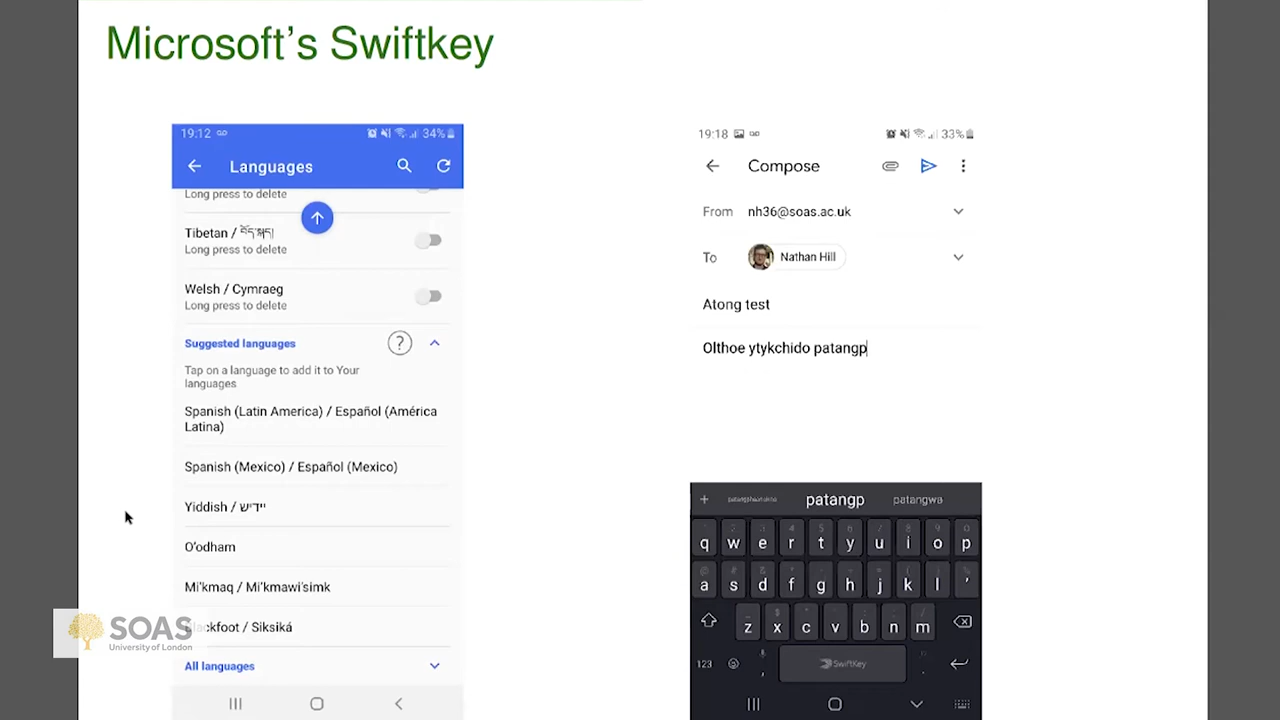 Microsoft's Swiftkey
19:12
34%
Languages
Long press to delete
Tibetan / བོད་སྐད།
Long press to delete
Welsh / Cymraeg
Long press to delete
Suggested languages
?
Tap on a language to add it to Your
languages
Spanish (Latin America) / Español (América
Latina)
Spanish (Mexico) / Español (Mexico)
Yiddish / ייִדיש
O'odham
Mi'kmaq / Mi'kmawi'simk
ckfoot / Siksiká
All languages
SOAS
University of London
19:18
33%
Compose
From nh36@soas.ac.uk
To Nathan Hill
Atong test
Olthoe ytykchido patangp
+ patangp patangwa
q w e r t y u i o p
a s d f g h j k l '
z x c v b n m
123 , SwiftKey .